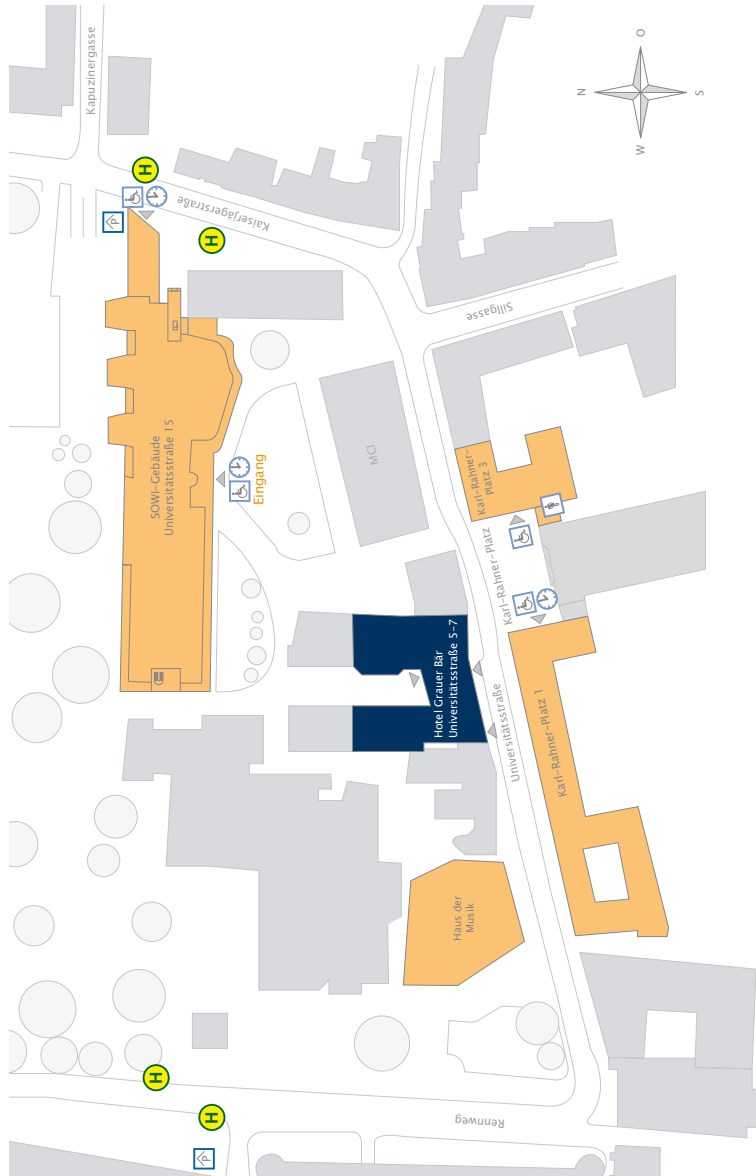 Kapuzinergasse
O
N
S
W
H
P
Kaiserjägerstraße
H
Sillgasse
SOWI-Gebäude
Universitätsstraße 15
Eingang
MCI
Karl-Rahner-
Platz 3
Karl-Rahner-Platz
Hotel Grauer Bär
Universitätsstraße 5-7
Universitätsstraße
Karl-Rahner-Platz 1
Haus der
Musik
H
H
Rennweg
P